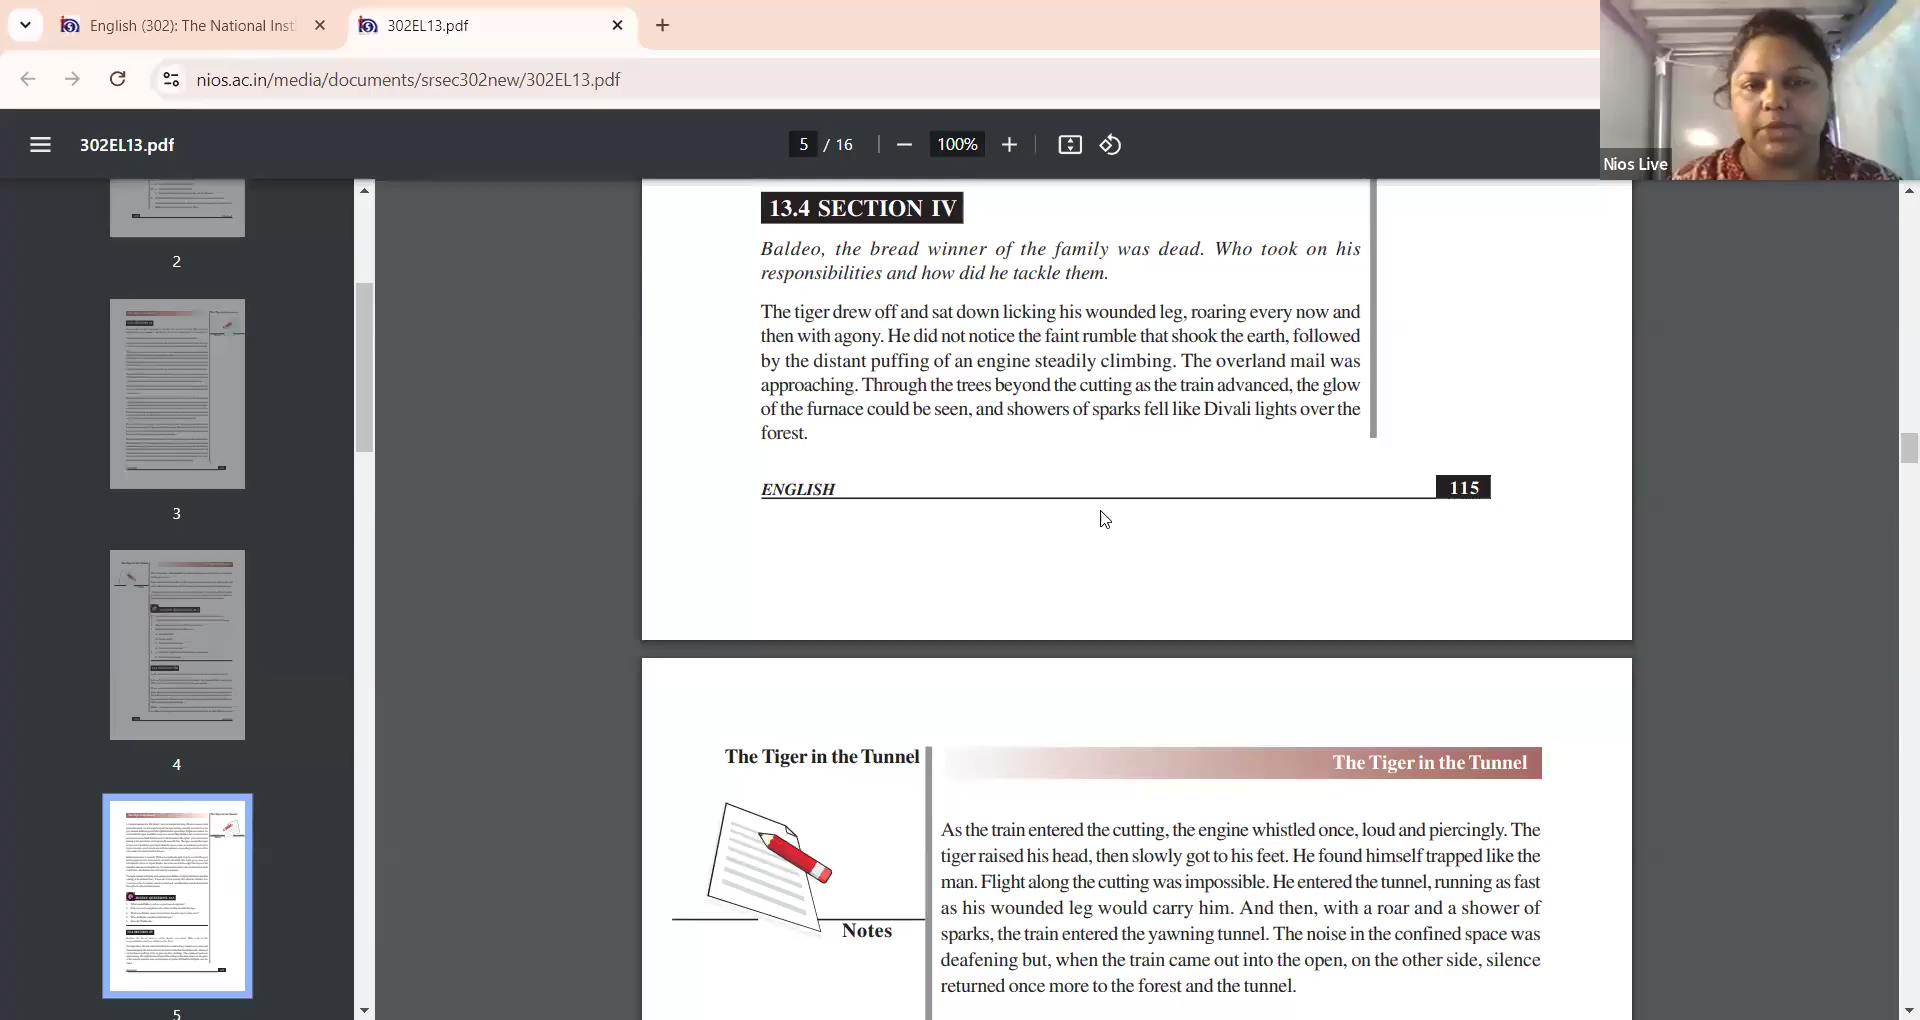 English (302): The National Inst
302EL13.pdf
nios.ac.in/media/documents/srsec302new/302EL13.pdf
302EL13.pdf
5 / 16
100%
Nios Live
2
3
4
5
13.4 SECTION IV
Baldeo, the bread winner of the family was dead. Who took on his
responsibilities and how did he tackle them.
The tiger drew off and sat down licking his wounded leg, roaring every now and
then with agony. He did not notice the faint rumble that shook the earth, followed
by the distant puffing of an engine steadily climbing. The overland mail was
approaching. Through the trees beyond the cutting as the train advanced, the glow
of the furnace could be seen, and showers of sparks fell like Divali lights over the
forest.
ENGLISH
115
The Tiger in the Tunnel
Notes
The Tiger in the Tunnel
As the train entered the cutting, the engine whistled once, loud and piercingly. The
tiger raised his head, then slowly got to his feet. He found himself trapped like the
man. Flight along the cutting was impossible. He entered the tunnel, running as fast
as his wounded leg would carry him. And then, with a roar and a shower of
sparks, the train entered the yawning tunnel. The noise in the confined space was
deafening but, when the train came out into the open, on the other side, silence
returned once more to the forest and the tunnel.